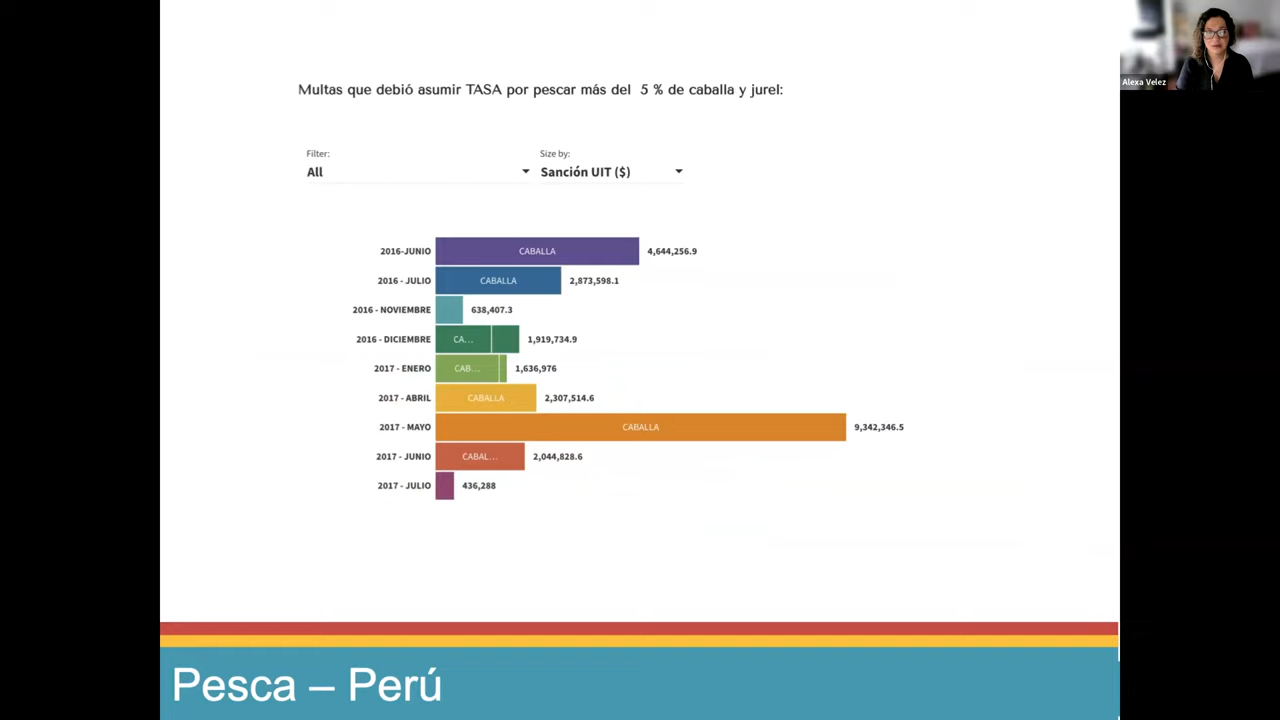 Alexa Velez
Multas que debió asumir TASA por pescar más del 5 % de caballa y jurel:
Filter:
All
Size by:
Sanción UIT ($)
2016-JUNIO CABALLA 4,644,256.9
2016 - JULIO CABALLA 2,873,598.1
2016 - NOVIEMBRE 638,407.3
2016 - DICIEMBRE CA... 1,919,734.9
2017 - ENERO CAB... 1,636,976
2017 - ABRIL CABALLA 2,307,514.6
2017 - MAYO CABALLA 9,342,346.5
2017 - JUNIO CABAL... 2,044,828.6
2017 - JULIO 436,288
Pesca – Perú